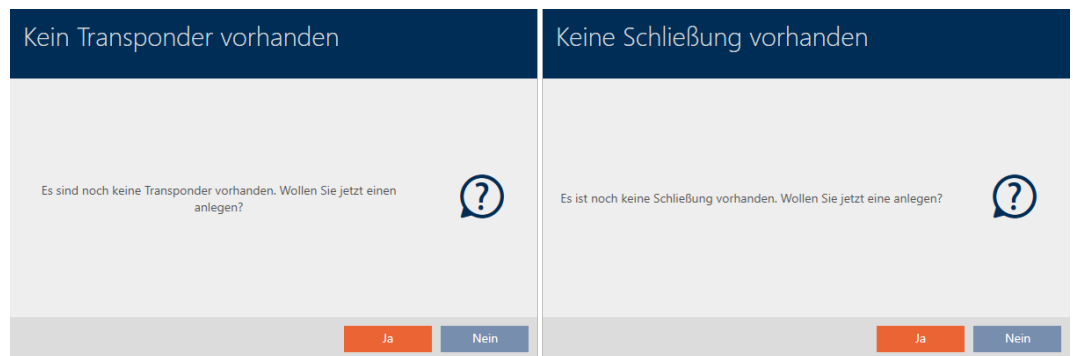 Kein Transponder vorhanden
Es sind noch keine Transponder vorhanden. Wollen Sie jetzt einen
anlegen?
Ja
Nein
Keine Schließung vorhanden
Es ist noch keine Schließung vorhanden. Wollen Sie jetzt eine anlegen?
Ja
Nein